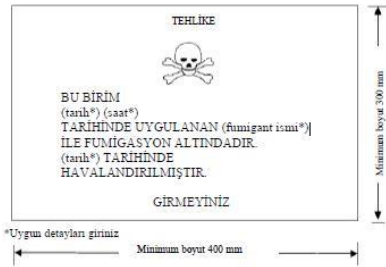 TEHLİKE
BU BİRİM
(tarih*) (saat*)
TARİHİNDE UYGULANAN (fumigant ismi*)
İLE FUMİGASYON ALTINDADIR.
(tarih*) TARİHİNDE
HAVALANDIRILMIŞTIR.
GİRMEYİNİZ
Minimum boyut 300 mm
*Uygun detayları giriniz
Minimum boyut 400 mm